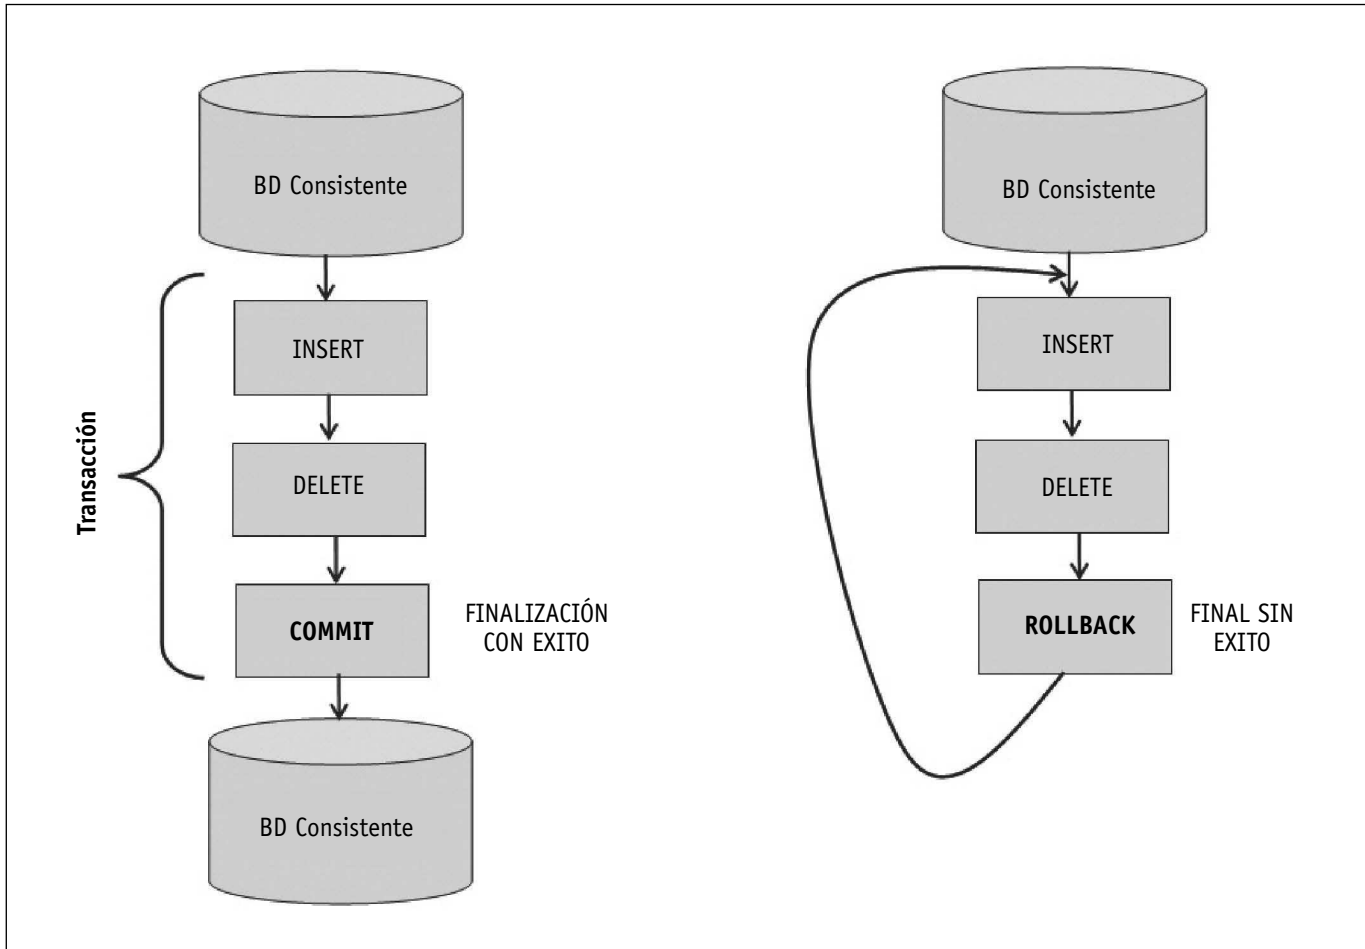 BD Consistente
Transacción
INSERT
DELETE
COMMIT
FINALIZACIÓN
CON EXITO
BD Consistente
BD Consistente
INSERT
DELETE
ROLLBACK
FINAL SIN
EXITO